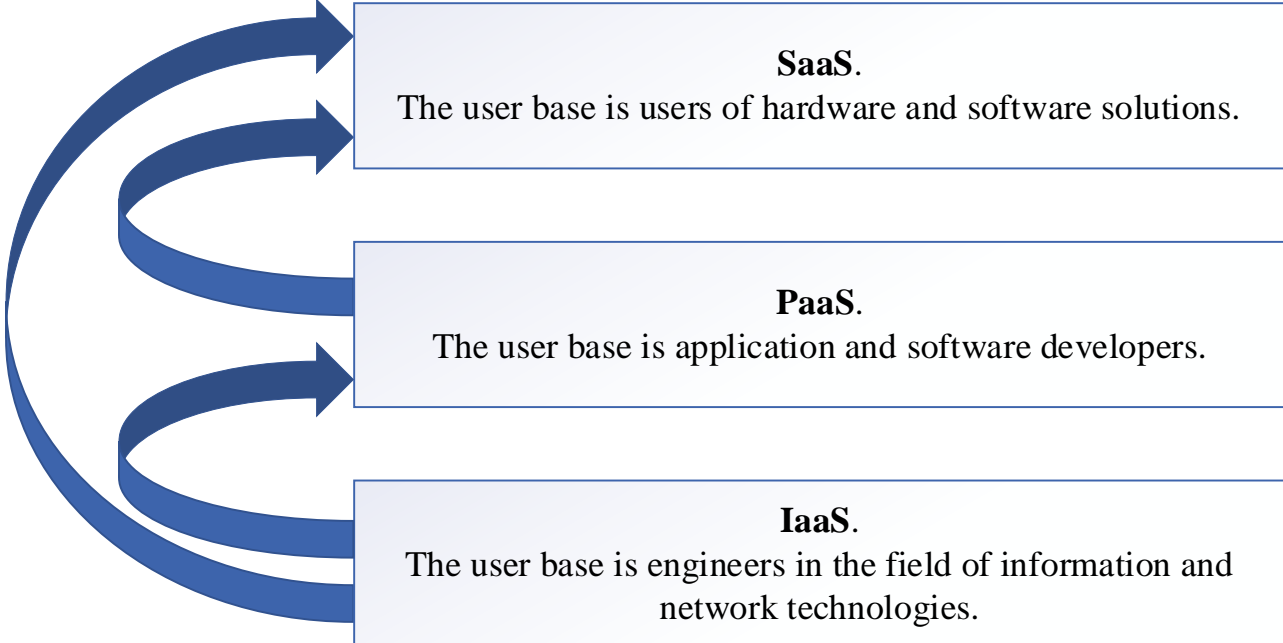 SaaS.
The user base is users of hardware and software solutions.
PaaS.
The user base is application and software developers.
IaaS.
The user base is engineers in the field of information and
network technologies.